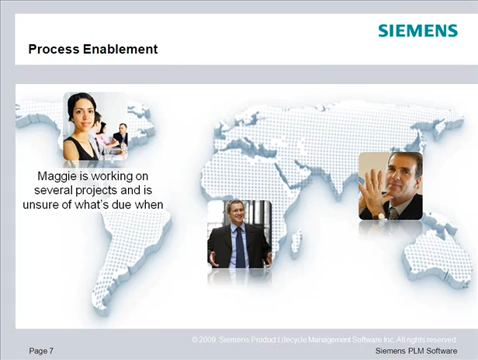 SIEMENS
Process Enablement
Maggie is working on
several projects and is
unsure of what's due when
© 2009 Siemens Product Lifecycle Management Software Inc. All rights reserved.
Page 7
Siemens PLM Software